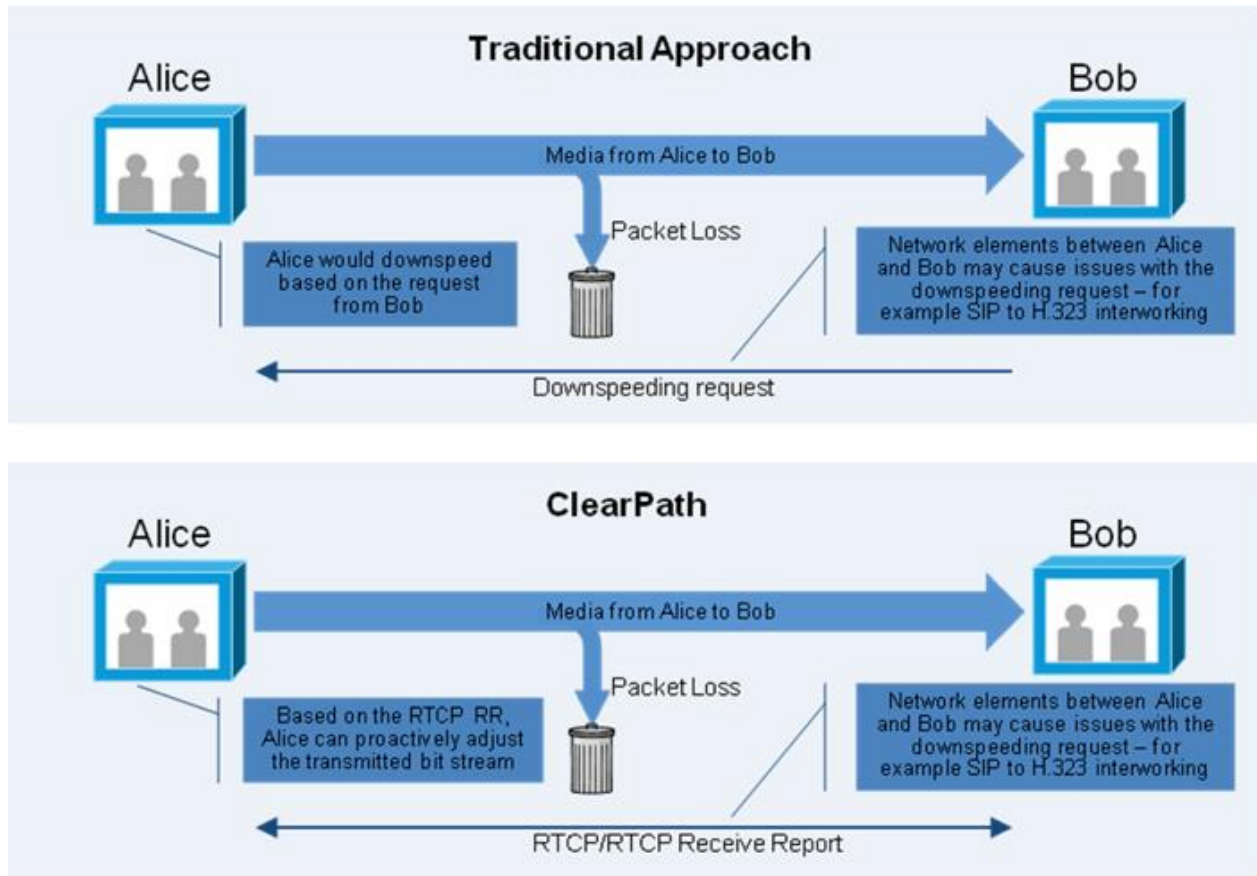 Traditional Approach
Alice
Bob
Media from Alice to Bob
Packet Loss
Alice would downspeed
based on the request
from Bob
Network elements between Alice
and Bob may cause issues with the
downspeeding request – for
example SIP to H.323 interworking
Downspeeding request
ClearPath
Alice
Bob
Media from Alice to Bob
Packet Loss
Based on the RTCP RR,
Alice can proactively adjust
the transmitted bit stream
Network elements between Alice
and Bob may cause issues with the
downspeeding request – for
example SIP to H.323 interworking
RTCP/RTCP Receive Report